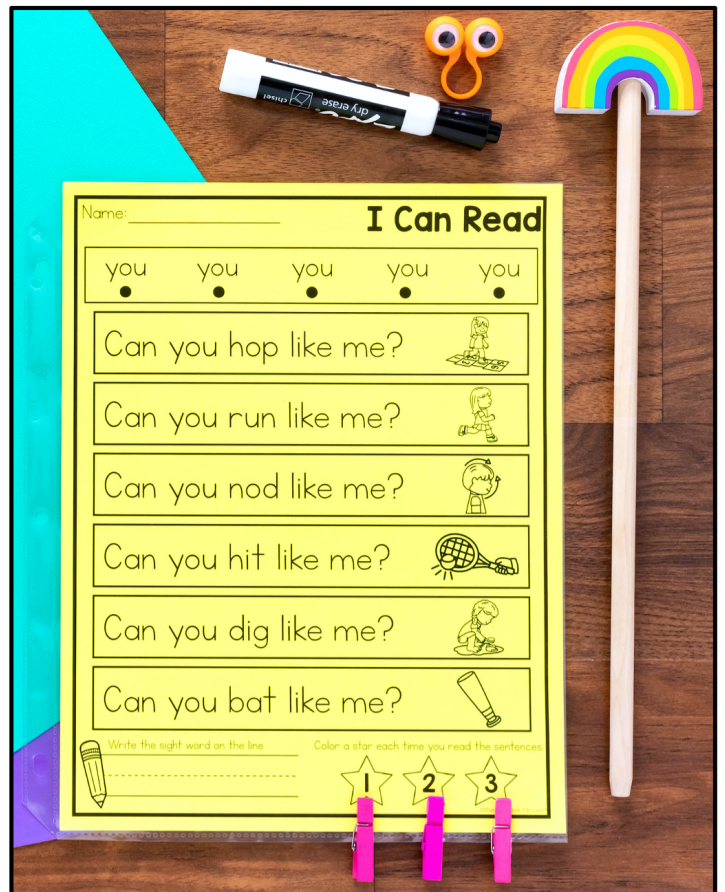 chisel
dry erase
Name:
I Can Read
you you you you you
Can you hop like me?
Can you run like me?
Can you nod like me?
Can you hit like me?
Can you dig like me?
Can you bat like me?
Write the sight word on the line
Color a star each time you read the sentences
1 2 3